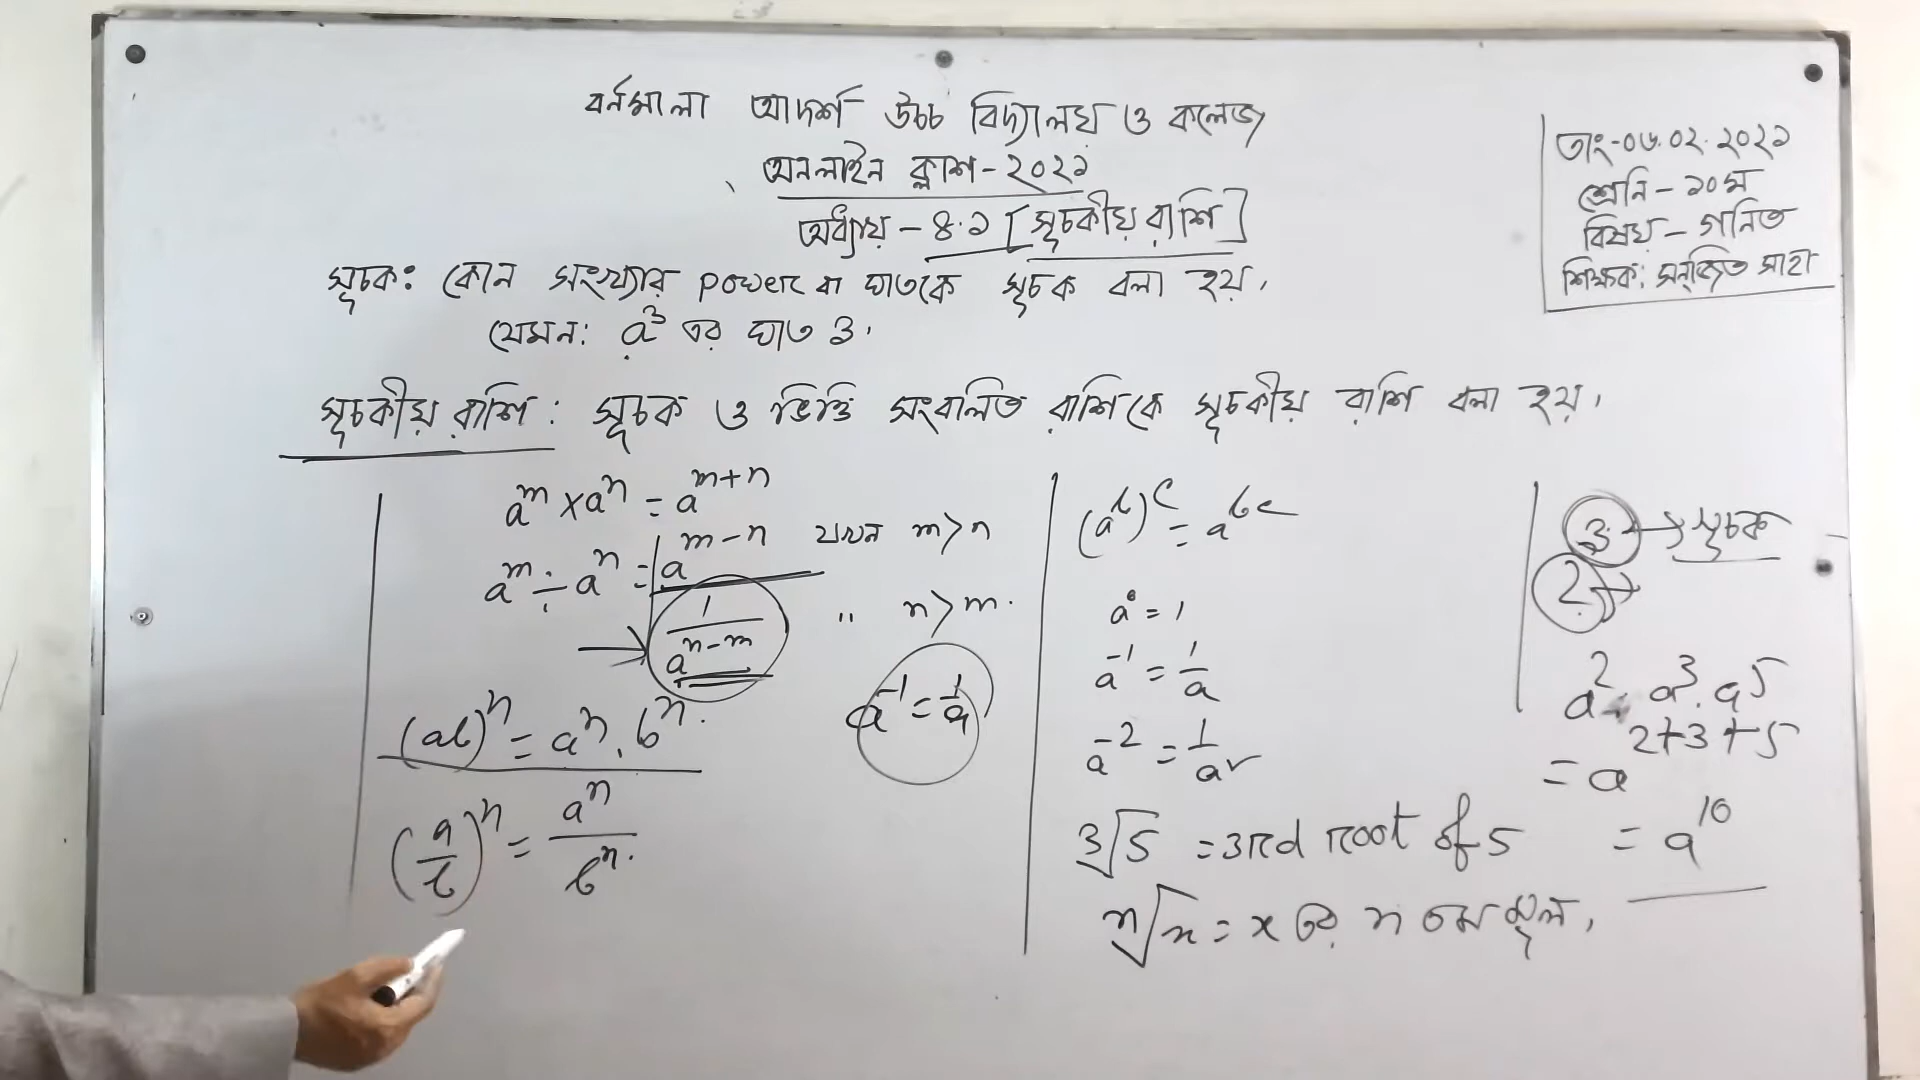 বর্নমালা আদর্শ উচ্চ বিদ্যালয় ও কলেজ
অনলাইন ক্লাশ-২০২১
অধ্যায় – ৪.১ [সূচকীয় রাশি]
তাং-০৬.০২.২০২১
শ্রেনি – ১০ম
বিষয় – গনিত
শিক্ষক: সনজিত সাহা
সূচক: কোন সংখ্যার power বা ঘাতকে সূচক বলা হয়,
যেমন: a³ এর ঘাত 3.
সূচকীয় রাশি: সূচক ও ভিত্তি সংবলিত রাশিকে সূচকীয় রাশি বলা হয়,
aᵐ × aⁿ = aᵐ⁺ⁿ
aᵐ ÷ aⁿ = aᵐ⁻ⁿ যখন m>n
1/aⁿ⁻ᵐ ,, n>m.
a⁻¹ = 1/a
(ab)ⁿ = aⁿ.bⁿ.
(a/b)ⁿ = aⁿ/bⁿ.
(aᵇ)ᶜ = aᵇᶜ
a⁰ = 1
a⁻¹ = 1/a
a⁻² = 1/a²
³√5 = 3rd root of 5
ⁿ√x = x এর n তম মূল,
3 → সূচক
2 →
a².a³.a⁵
= a²⁺³⁺⁵
= a¹⁰